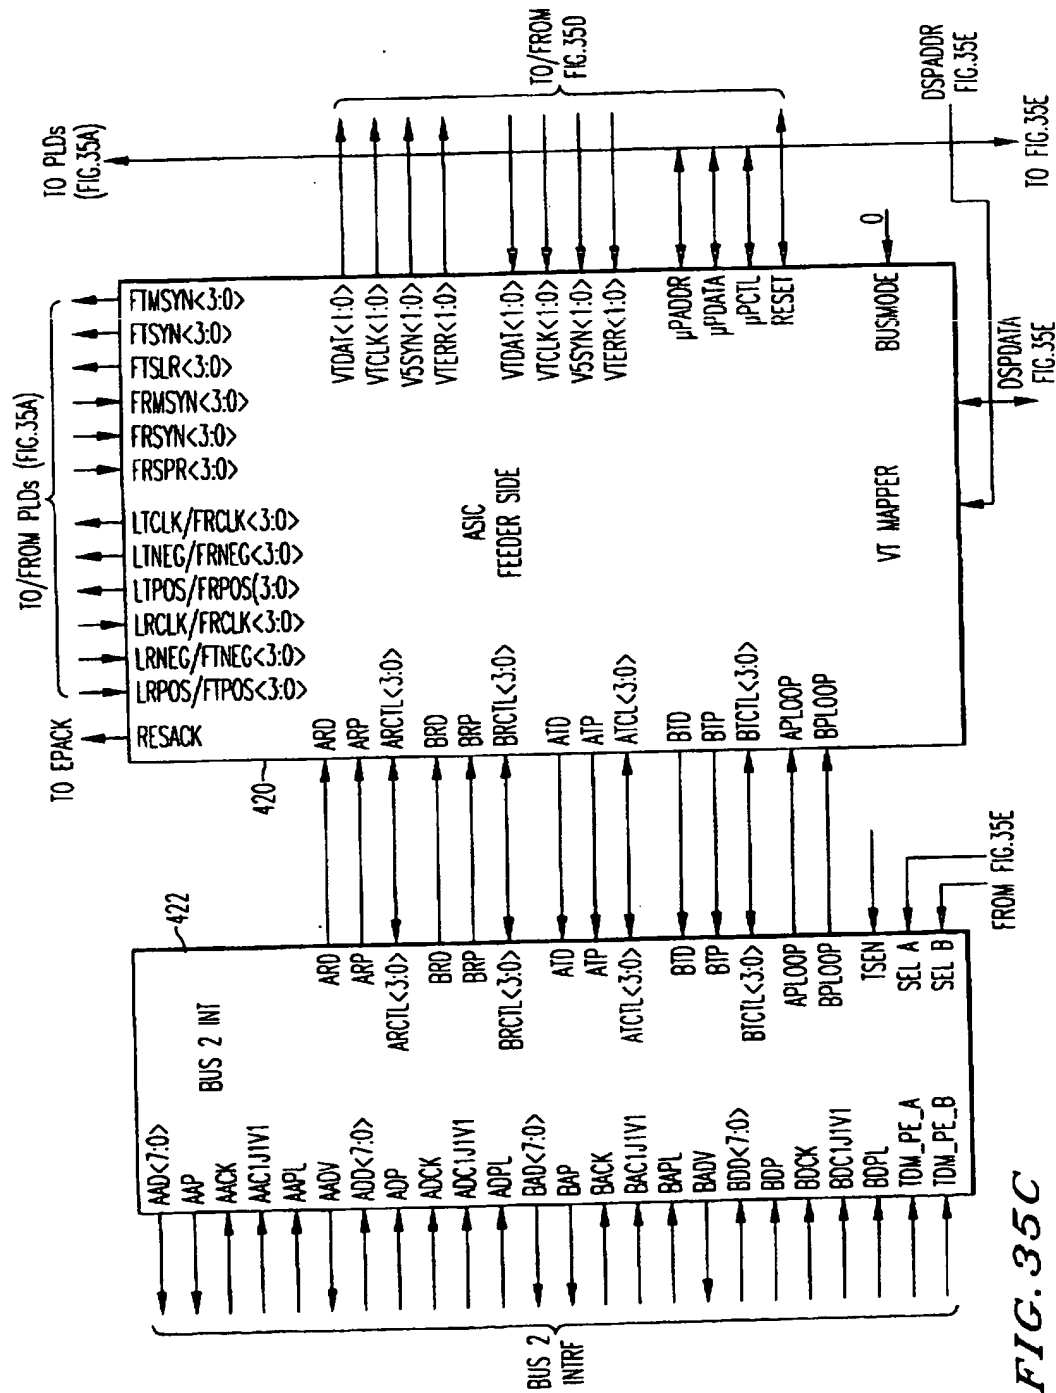 TO EPACK
TO/FROM PLDs (FIG.35A)
TO PLDs
(FIG.35A)
RESACK
LRPOS/FTPOS<3:0>
LRNEG/FTNEG<3:0>
LRCLK/FRCLK<3:0>
LTPOS/FRPOS(3:0>
LTNEG/FRNEG<3:0>
LTCLK/FRCLK<3:0>
FRSPR<3:0>
FRSYN<3:0>
FRMSYN<3:0>
FTSLR<3:0>
FTSYN<3:0>
FTMSYN<3:0>
420
ARD
ARP
ARCTL<3:0>
BRD
BRP
BRCTL<3:0>
ATD
ATP
ATCL<3:0>
BTD
BTP
BTCTL<3:0>
APLOOP
BPLOOP
ASIC
FEEDER SIDE
VT MAPPER
VTDAT<1:0>
VTCLK<1:0>
V5SYN<1:0>
VTERR<1:0>
VTDAT<1:0>
VTCLK<1:0>
V5SYN<1:0>
VTERR<1:0>
µPADDR
µPDATA
µPCTL
RESET
BUSMODE
0
TO/FROM
FIG.35D
DSPADDR
FIG.35E
TO FIG.35E
DSPDATA
FIG.35E
422
BUS 2 INT
AAD<7:0>
AAP
AACK
AAC1J1V1
AAPL
AADV
ADD<7:0>
ADP
ADCK
ADC1J1V1
ADPL
BAD<7:0>
BAP
BACK
BAC1J1V1
BAPL
BADV
BDD<7:0>
BDP
BDCK
BDC1J1V1
BDPL
TDM_PE_A
TDM_PE_B
ARD
ARP
ARCTL<3:0>
BRD
BRP
BRCTL<3:0>
ATD
ATP
ATCTL<3:0>
BTD
BTP
BTCTL<3:0>
APLOOP
BPLOOP
TSEN
SEL A
SEL B
FROM FIG.35E
BUS 2
INTRF
FIG. 35C